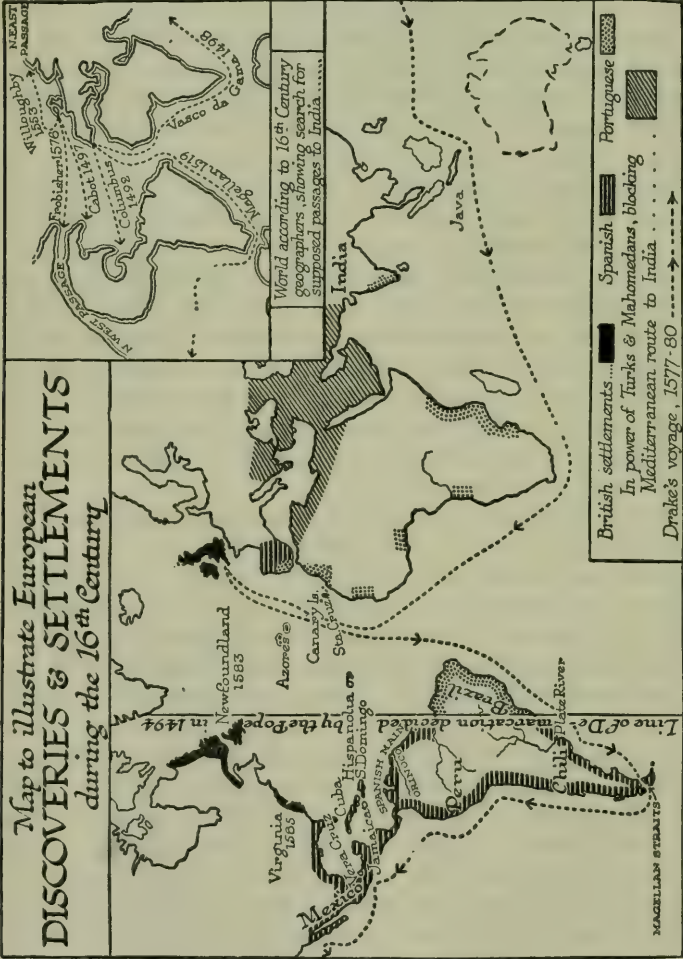 Map to illustrate European
DISCOVERIES & SETTLEMENTS
during the 16th Century
Willoughby
1553
N.EAST
PASSAGE
Frobisher 1576
Cabot 1497
Columbus
1492
Vasco da Gama 1498
Magellan 1519
N WEST PASSAGE
World according to 16th Century
geographers, showing search for
supposed passages to India ......
Newfoundland
1583
Virginia
1585
Azores
Canary Is.
Sta Cruz
Mexico
Vera Cruz
Cuba
Jamaica
Hispanolia or
S. Domingo
SPANISH MAIN
ORINOCO
Peru
Brazil
Chili
Plate River
MAGELLAN STRAITS
Line of Demarcation decided by the Pope in 1494
India
Java
British settlements.... Spanish Portuguese
In power of Turks & Mahomedans, blocking
Mediterranean route to India . . . . . . . .
Drake's voyage, 1577-80